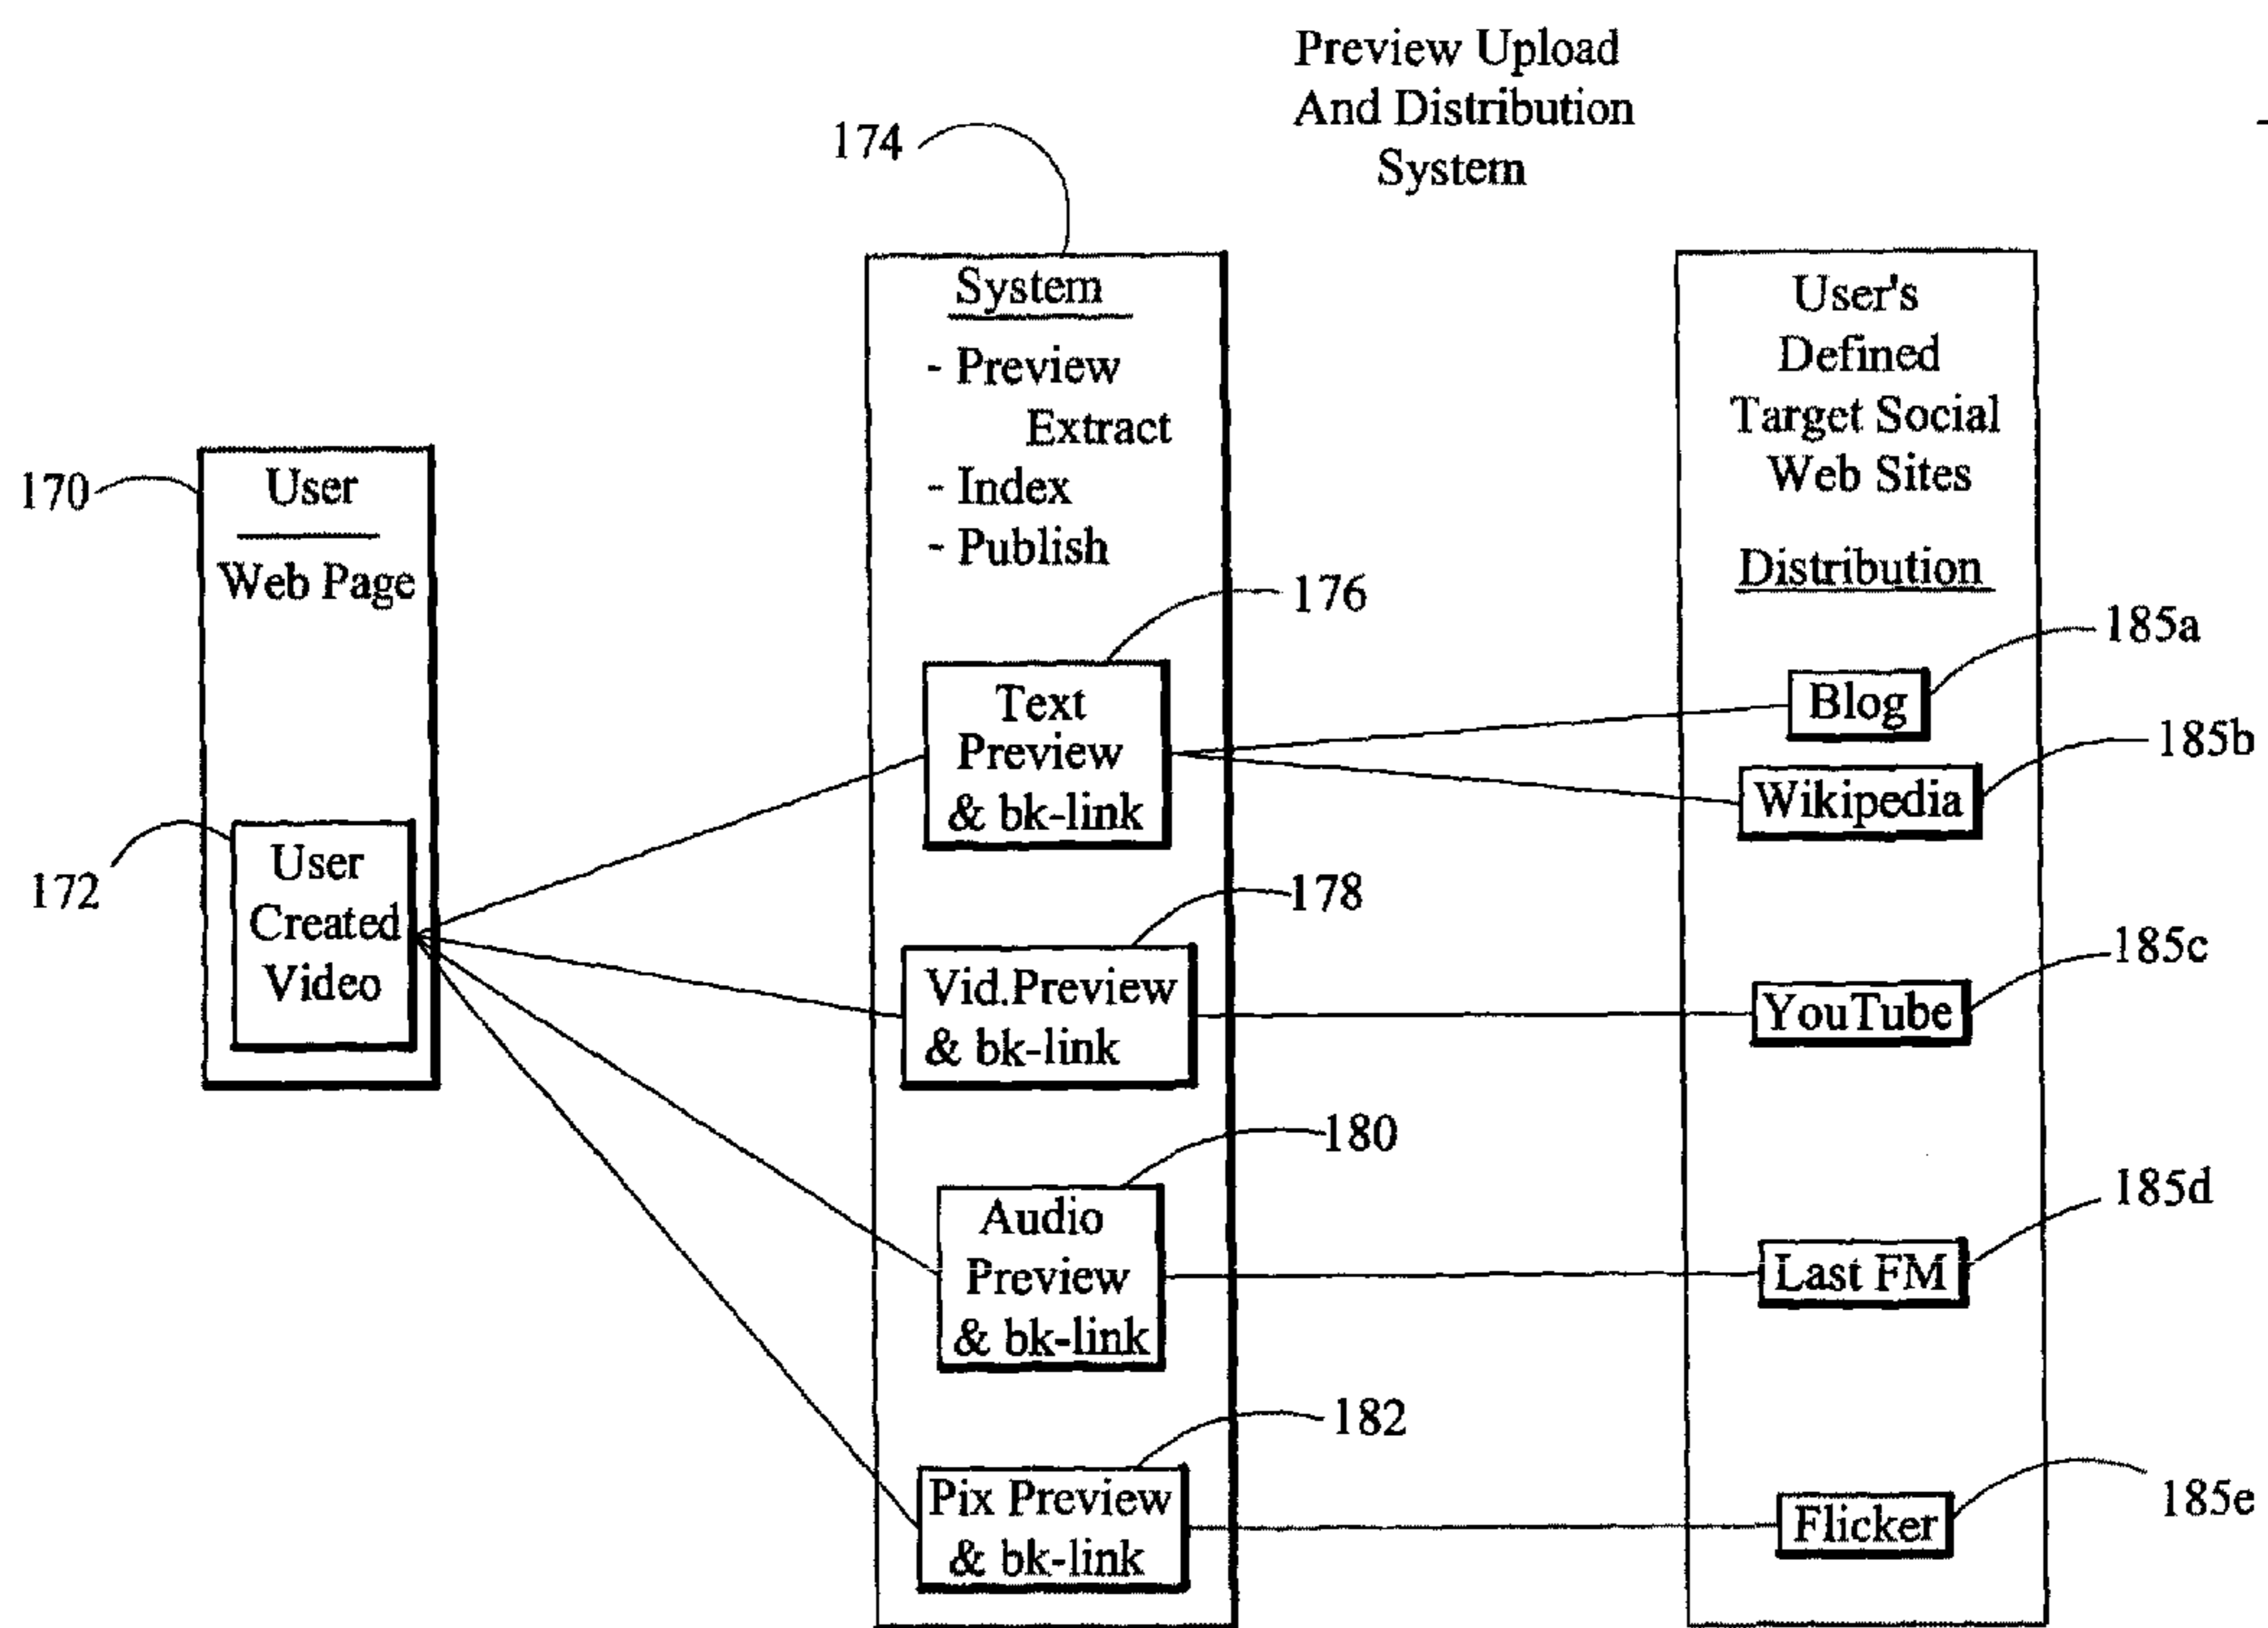 Preview Upload
And Distribution
System
174
170
User
Web Page
172
User
Created
Video
System
- Preview
Extract
- Index
- Publish
176
Text
Preview
& bk-link
178
Vid.Preview
& bk-link
180
Audio
Preview
& bk-link
182
Pix Preview
& bk-link
User's
Defined
Target Social
Web Sites
Distribution
185a
Blog
185b
Wikipedia
185c
YouTube
185d
Last FM
185e
Flicker